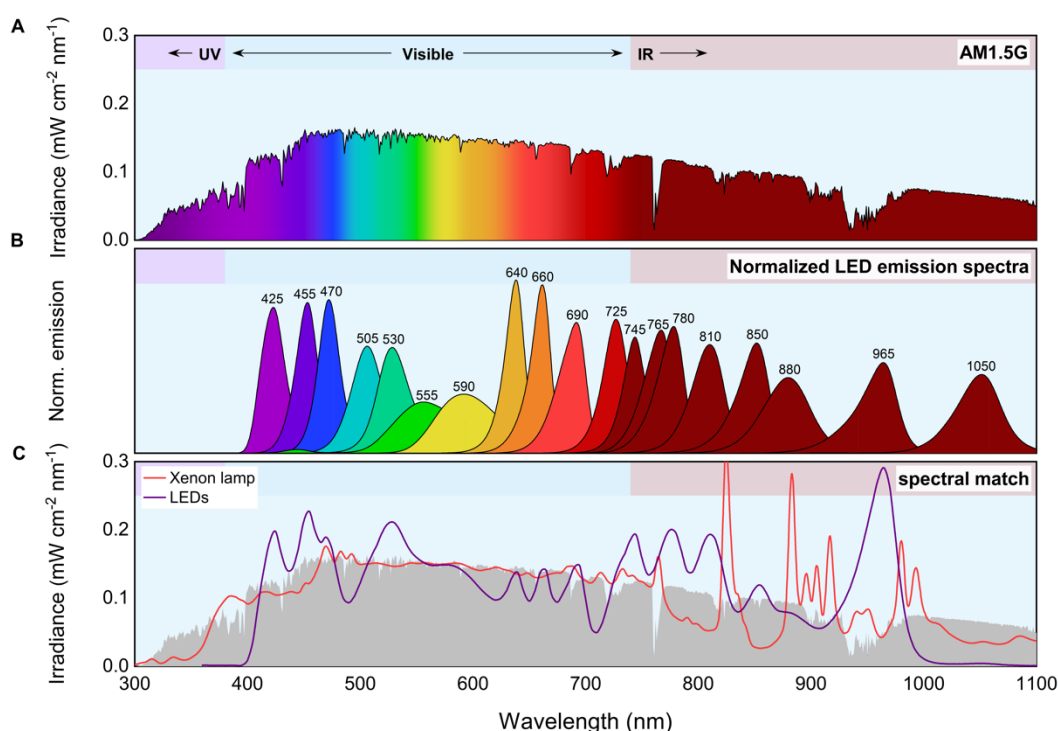 A
0.3
0.2
0.1
0.0
Irradiance (mW cm⁻² nm⁻¹)
← UV
← Visible →
IR →
AM1.5G
B
Norm. emission
Normalized LED emission spectra
425
455
470
505
530
555
590
640
660
690
725
745
765
780
810
850
880
965
1050
C
0.3
0.2
0.1
0.0
Irradiance (mW cm⁻² nm⁻¹)
Xenon lamp
LEDs
spectral match
300
400
500
600
700
800
900
1000
1100
Wavelength (nm)